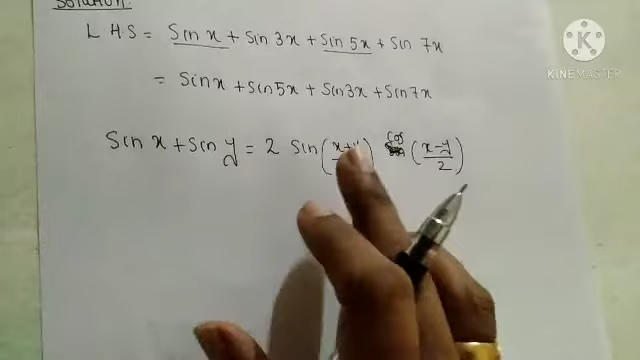 SOLUTION:
LHS = Sin x + Sin 3x + Sin 5x + Sin 7x
= Sin x + Sin 5x + Sin 3x + Sin 7x
Sin x + Sin y = 2 Sin (x+y cos (x-y/2)
KINEMASTER